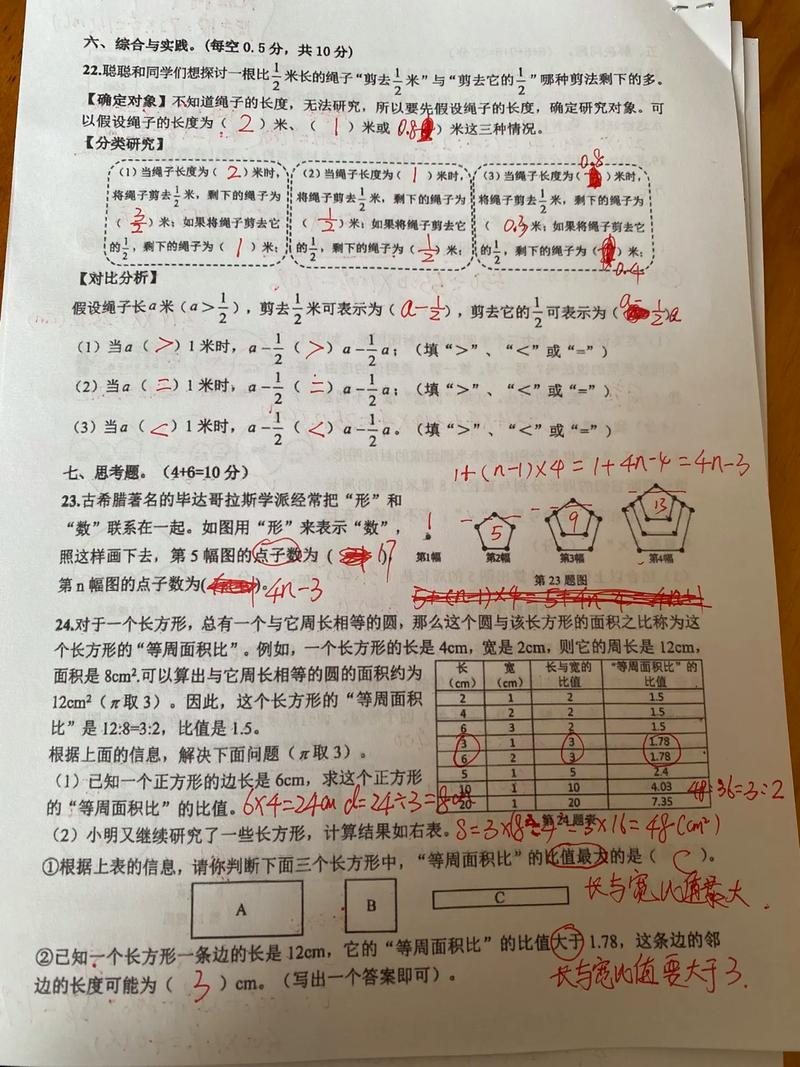 六、综合与实践。(每空 0.5 分，共 10 分)
22.聪聪和同学们想探讨一根比1/2米长的绳子“剪去1/2米”与“剪去它的1/2”哪种剪法剩下的多。
【确定对象】不知道绳子的长度，无法研究，所以要先假设绳子的长度，确定研究对象。可
以假设绳子的长度为（ 2 ）米、（ 1 ）米或 0.8 ）米这三种情况。
【分类研究】
（1）当绳子长度为（ 2 ）米时，
将绳子剪去1/2米，剩下的绳子为
（ 3/2 ）米；如果将绳子剪去它
的1/2，剩下的绳子为（ 1 ）米；
（2）当绳子长度为（ 1 ）米时，
将绳子剪去1/2米，剩下的绳子为
（ 1/2 ）米；如果将绳子剪去它
的1/2，剩下的绳子为（ 1/2 ）米；
0.8
（3）当绳子长度为（ ）米时，
将绳子剪去1/2米，剩下的绳子为
（ 0.3 米；如果将绳子剪去它
的1/2，剩下的绳子为（ ）米；
0.4
【对比分析】
假设绳子长 a 米（a＞1/2），剪去1/2米可表示为（ a-1/2 ），剪去它的1/2可表示为（ a- 1/2 a
（1）当 a （ > ）1 米时，a-1/2（ > ）a-1/2a；（填“＞”、“＜”或“=”）
（2）当 a （ = ）1 米时，a-1/2（ = ）a-1/2a；（填“＞”、“＜”或“=”）
（3）当 a （ < ）1 米时，a-1/2（ < ）a-1/2a。（填“＞”、“＜”或“=”）
七、思考题。（4+6=10 分）
1+(n-1)×4=1+4n-4=4n-3
23.古希腊著名的毕达哥拉斯学派经常把“形”和
“数”联系在一起。如图用“形”来表示“数”，
照这样画下去，第 5 幅图的点子数为（ 17 ），
第 n 幅图的点子数为( )。4n-3
1 5 9 13
第1幅 第2幅 第3幅 第4幅
第 23 题图
24.对于一个长方形，总有一个与它周长相等的圆，那么这个圆与该长方形的面积之比称为这
个长方形的“等周面积比”。例如，一个长方形的长是 4cm，宽是 2cm，则它的周长是 12cm，
面积是 8cm².可以算出与它周长相等的圆的面积约为
12cm²（π取 3）。因此，这个长方形的“等周面积
比”是 12:8=3:2，比值是 1.5。
根据上面的信息，解决下面问题（π取 3）。
（1）已知一个正方形的边长是 6cm，求这个正方形
的“等周面积比”的比值。6×4=24cm d=24÷3=8cm
长（cm） 宽（cm） 长与宽的比值 “等周面积比”的比值
2 1 2 1.5
4 2 2 1.5
6 3 2 1.5
3 1 3 1.78
6 2 3 1.78
5 1 5 2.4
10 1 10 4.03
20 1 20 7.35
48:36=3:2
第 24 题表
（2）小明又继续研究了一些长方形，计算结果如右表。 =3×16=48(cm²)
①根据上表的信息，请你判断下面三个长方形中，“等周面积比”的比值最大的是（ C ）。
A
B
C
长与宽比值最大.
②已知一个长方形一条边的长是 12cm，它的“等周面积比”的比值大于 1.78，这条边的邻
边的长度可能为（ 3 ）cm。（写出一个答案即可）。
长与宽比值要大于3.